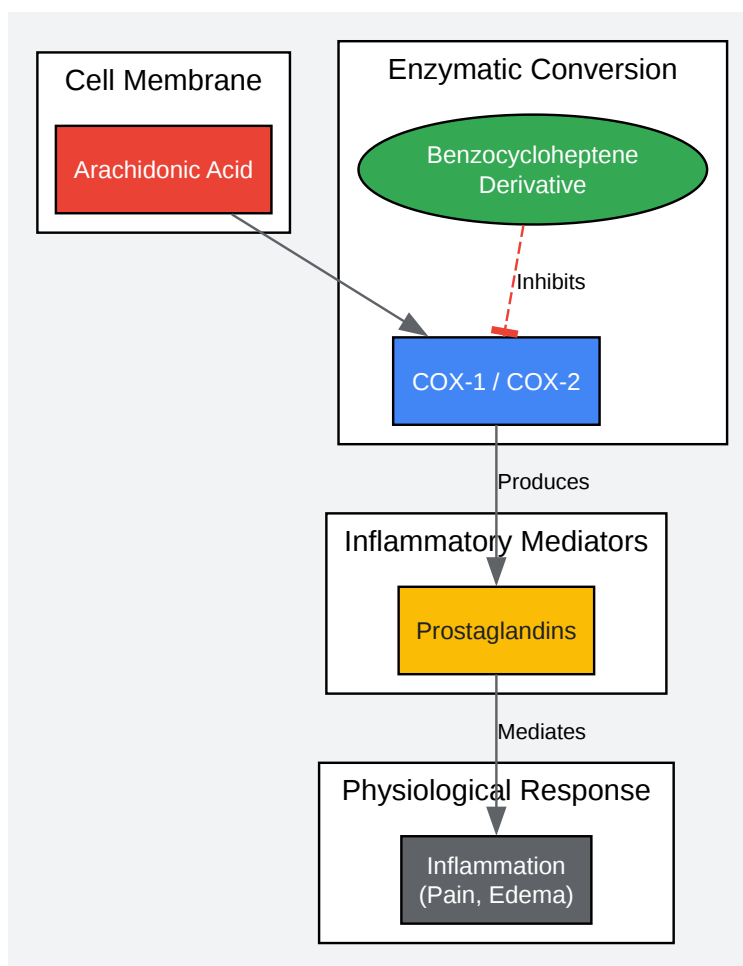 Cell Membrane
Arachidonic Acid
Enzymatic Conversion
Benzocycloheptene
Derivative
Inhibits
COX-1 / COX-2
Produces
Inflammatory Mediators
Prostaglandins
Mediates
Physiological Response
Inflammation
(Pain, Edema)